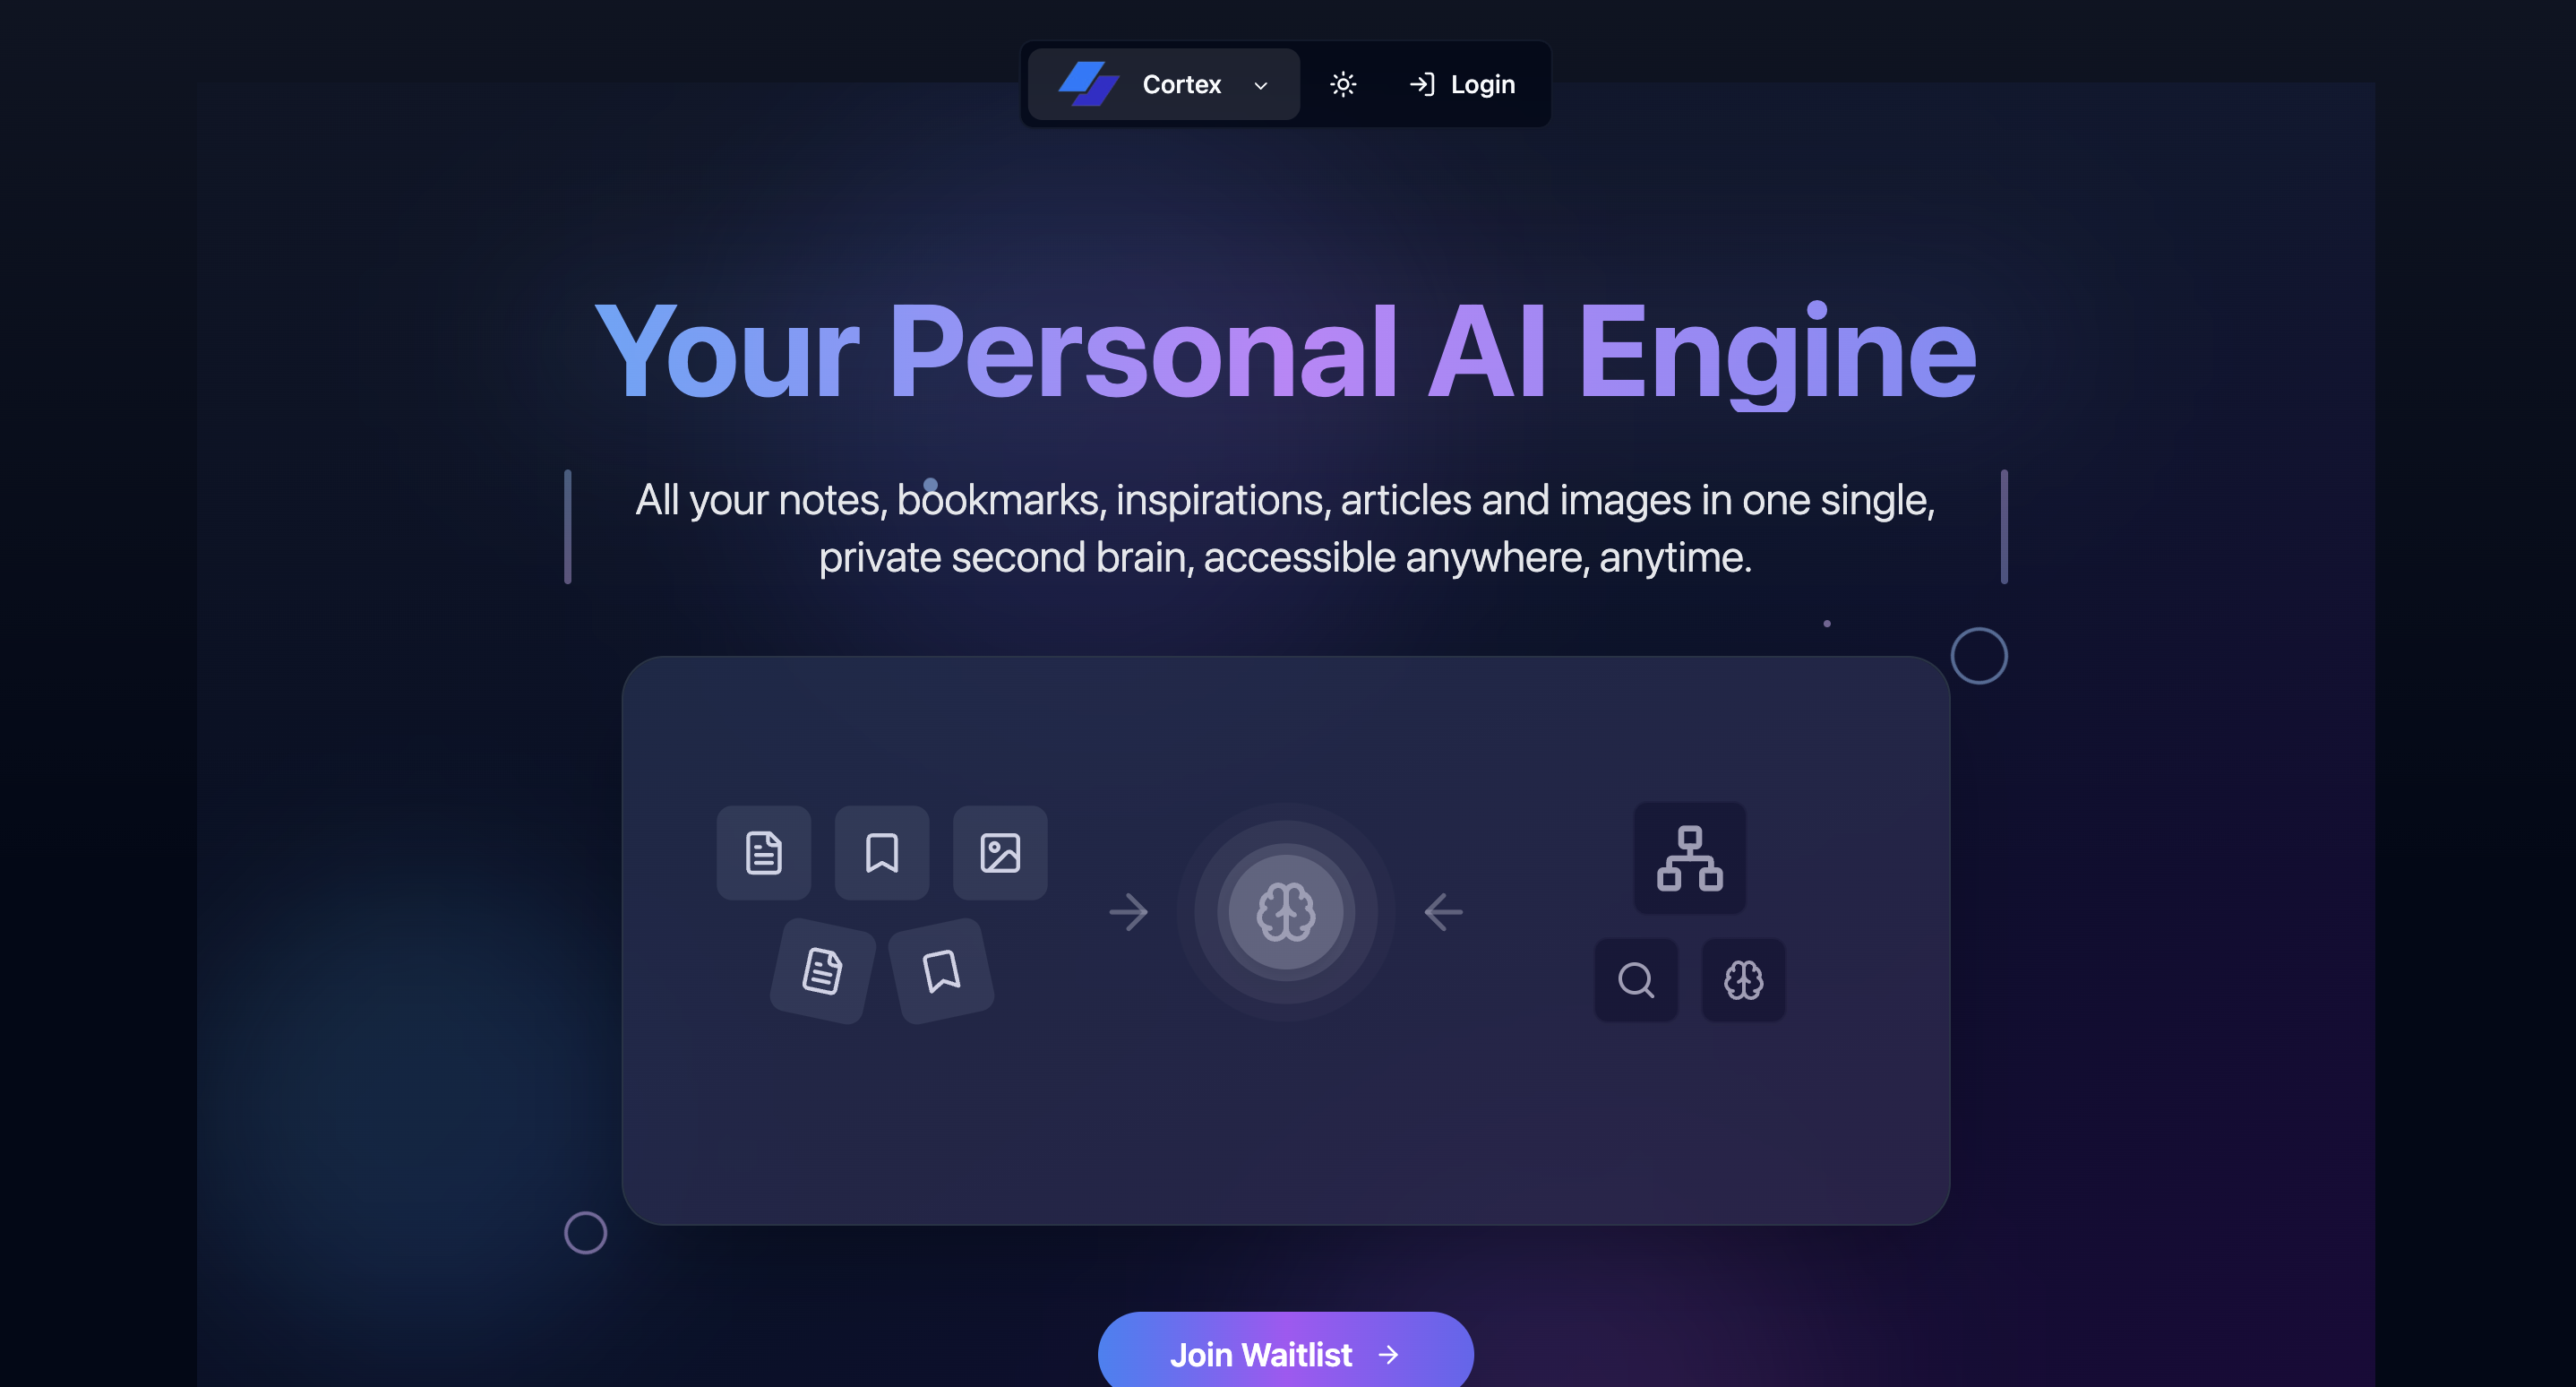 Cortex
Login
Your Personal AI Engine
All your notes, bookmarks, inspirations, articles and images in one single,
private second brain, accessible anywhere, anytime.
Join Waitlist